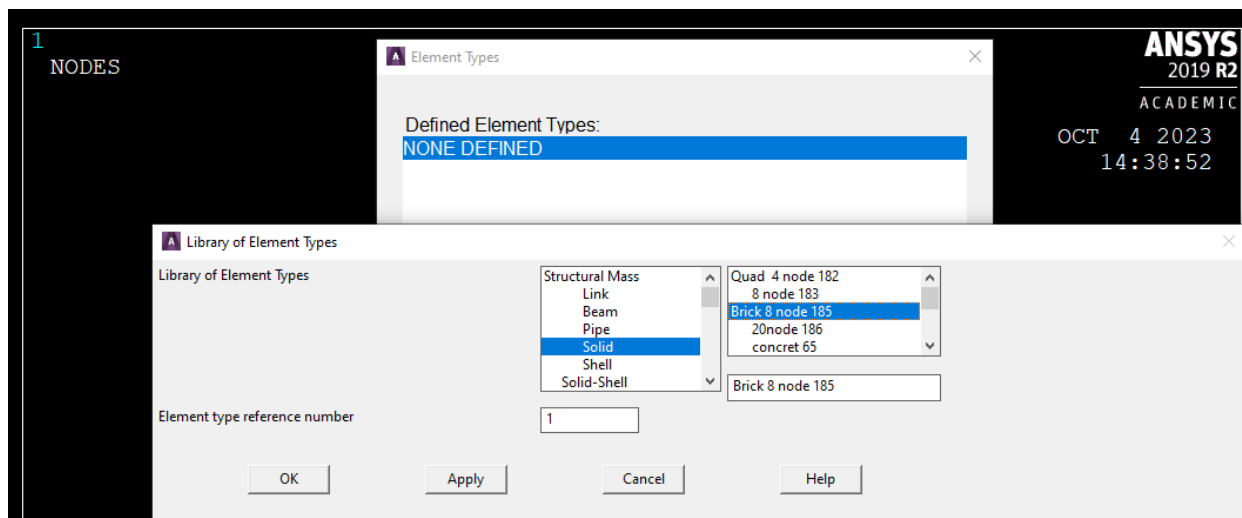 1
NODES
Element Types
ANSYS
2019 R2
ACADEMIC
OCT 4 2023
14:38:52
Defined Element Types:
NONE DEFINED
Library of Element Types
Library of Element Types
Structural Mass
Link
Beam
Pipe
Solid
Shell
Solid-Shell
Quad 4 node 182
8 node 183
Brick 8 node 185
20node 186
concret 65
Brick 8 node 185
Element type reference number
1
OK
Apply
Cancel
Help